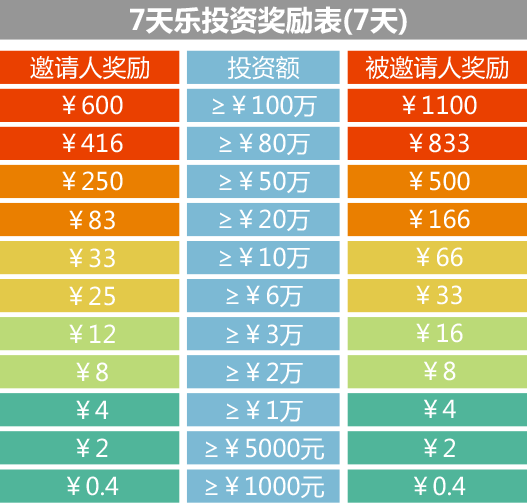 7天乐投资奖励表(7天)
邀请人奖励 投资额 被邀请人奖励
￥600 ≥￥100万 ￥1100
￥416 ≥￥80万 ￥833
￥250 ≥￥50万 ￥500
￥83 ≥￥20万 ￥166
￥33 ≥￥10万 ￥66
￥25 ≥￥6万 ￥33
￥12 ≥￥3万 ￥16
￥8 ≥￥2万 ￥8
￥4 ≥￥1万 ￥4
￥2 ≥￥5000元 ￥2
￥0.4 ≥￥1000元 ￥0.4